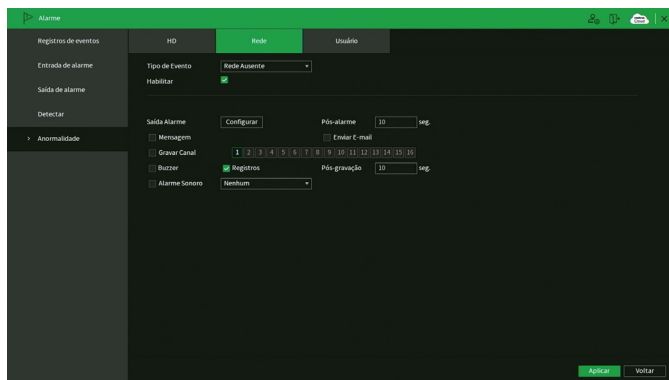 Alarme
Registros de eventos
Entrada de alarme
Saída de alarme
Detectar
> Anormalidade
HD Rede Usuário
Tipo de Evento Rede Ausente
Habilitar
Saída Alarme Configurar Pós-alarme 10 seg.
Mensagem Enviar E-mail
Gravar Canal 1 2 3 4 5 6 7 8 9 10 11 12 13 14 15 16
Buzzer Registros Pós-gravação 10 seg.
Alarme Sonoro Nenhum
Aplicar Voltar